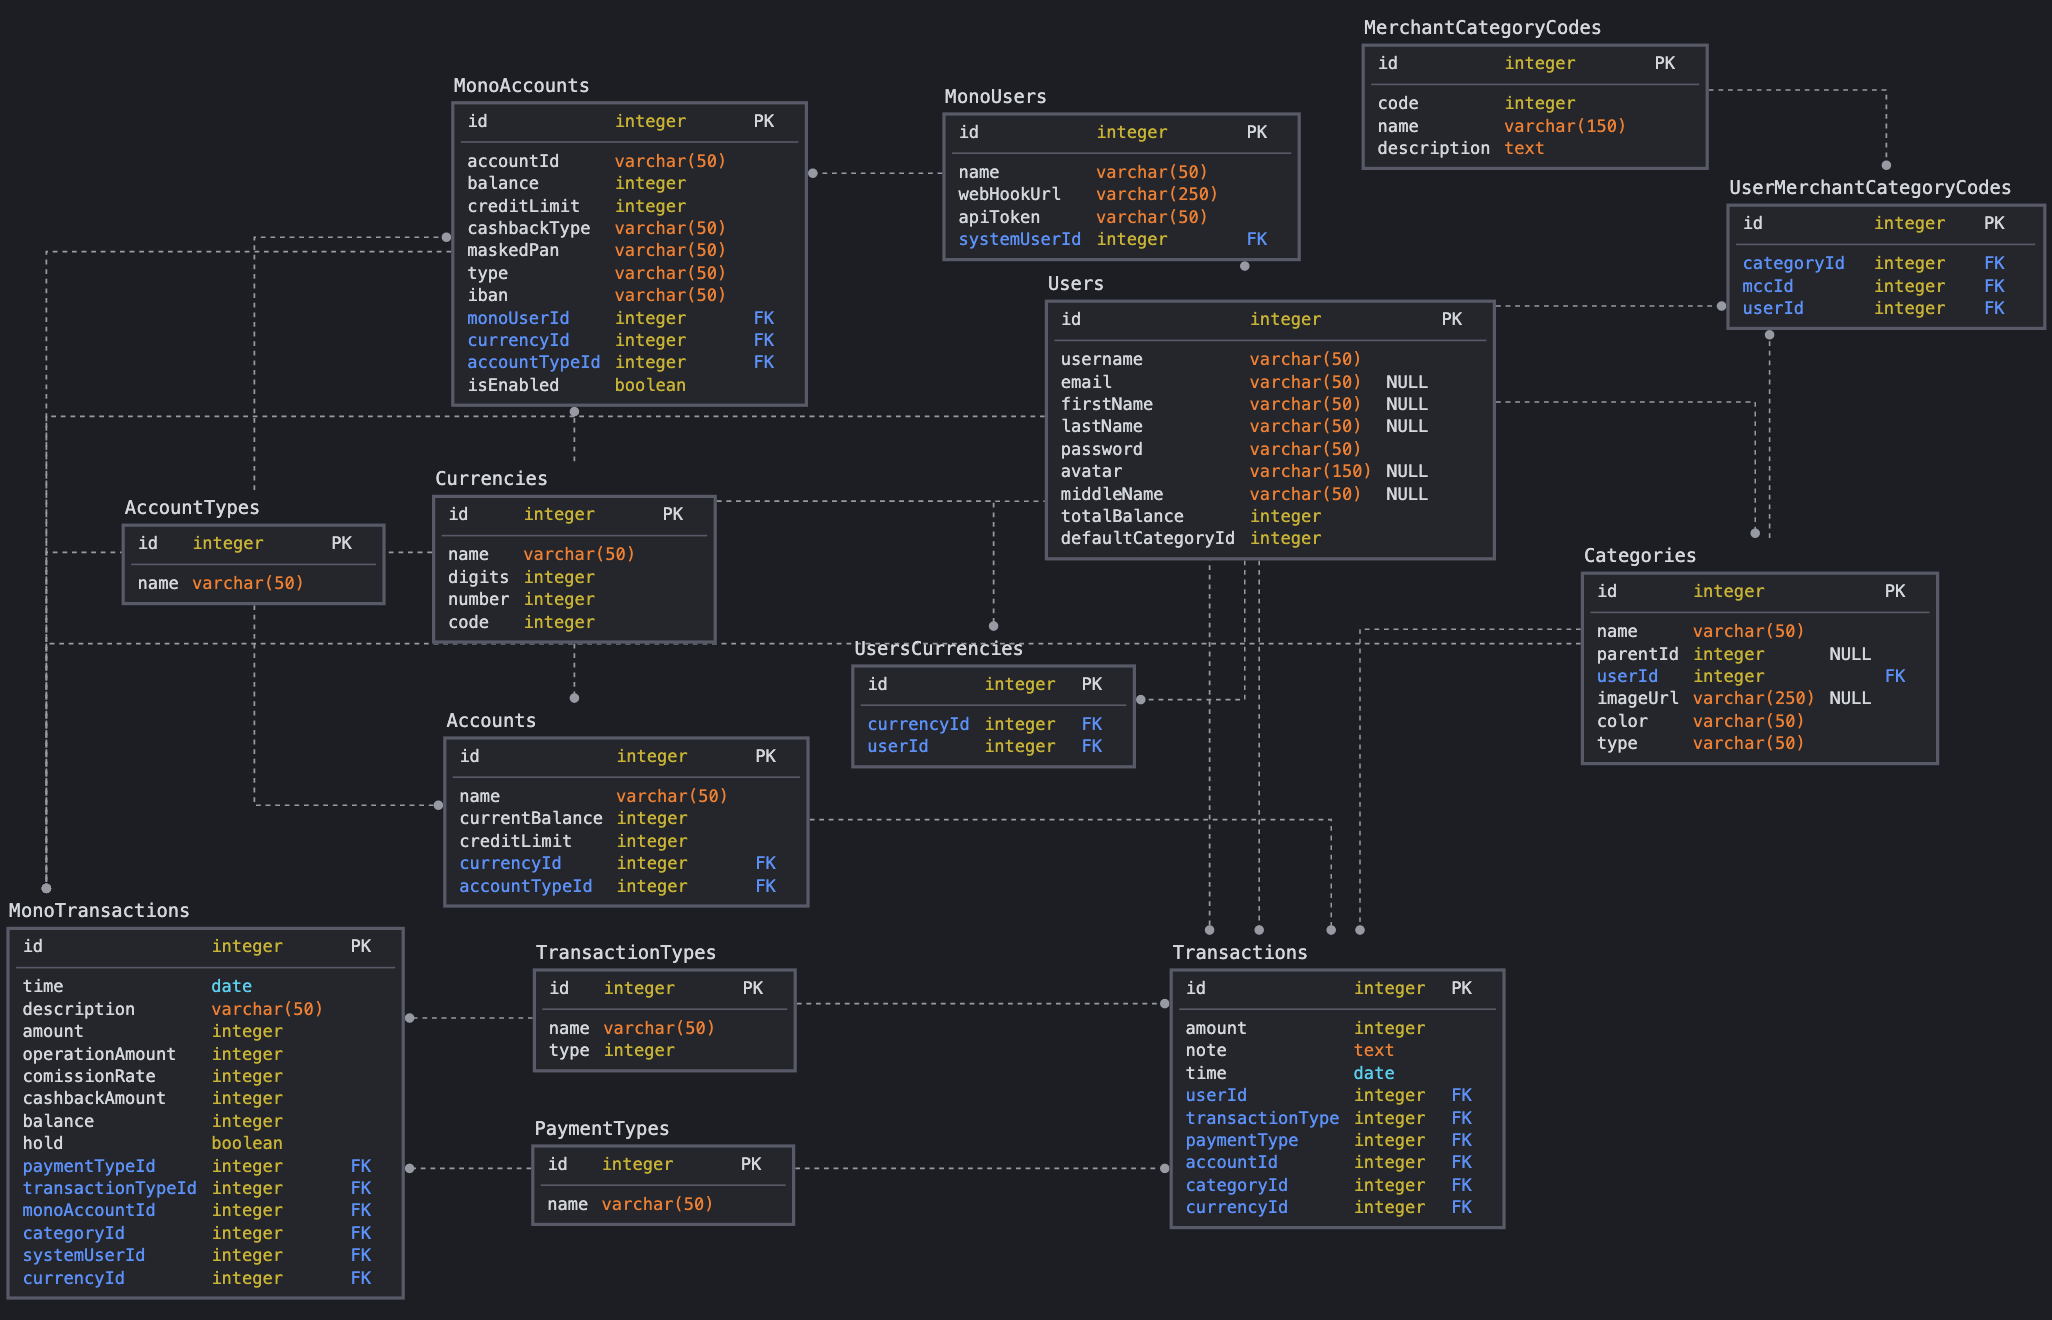 MerchantCategoryCodes
id integer PK
code integer
name varchar(150)
description text
MonoAccounts
id integer PK
accountId varchar(50)
balance integer
creditLimit integer
cashbackType varchar(50)
maskedPan varchar(50)
type varchar(50)
iban varchar(50)
monoUserId integer FK
currencyId integer FK
accountTypeId integer FK
isEnabled boolean
MonoUsers
id integer PK
name varchar(50)
webHookUrl varchar(250)
apiToken varchar(50)
systemUserId integer FK
UserMerchantCategoryCodes
id integer PK
categoryId integer FK
mccId integer FK
userId integer FK
Users
id integer PK
username varchar(50)
email varchar(50) NULL
firstName varchar(50) NULL
lastName varchar(50) NULL
password varchar(50)
avatar varchar(150) NULL
middleName varchar(50) NULL
totalBalance integer
defaultCategoryId integer
Currencies
id integer PK
name varchar(50)
digits integer
number integer
code integer
AccountTypes
id integer PK
name varchar(50)
Categories
id integer PK
name varchar(50)
parentId integer NULL
userId integer FK
imageUrl varchar(250) NULL
color varchar(50)
type varchar(50)
UsersCurrencies
id integer PK
currencyId integer FK
userId integer FK
Accounts
id integer PK
name varchar(50)
currentBalance integer
creditLimit integer
currencyId integer FK
accountTypeId integer FK
MonoTransactions
id integer PK
time date
description varchar(50)
amount integer
operationAmount integer
comissionRate integer
cashbackAmount integer
balance integer
hold boolean
paymentTypeId integer FK
transactionTypeId integer FK
monoAccountId integer FK
categoryId integer FK
systemUserId integer FK
currencyId integer FK
TransactionTypes
id integer PK
name varchar(50)
type integer
PaymentTypes
id integer PK
name varchar(50)
Transactions
id integer PK
amount integer
note text
time date
userId integer FK
transactionType integer FK
paymentType integer FK
accountId integer FK
categoryId integer FK
currencyId integer FK